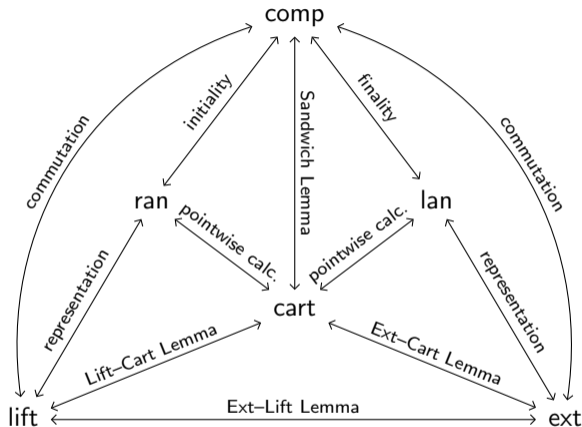 comp
commutation
initiality
Sandwich Lemma
finality
commutation
ran
lan
pointwise calc.
pointwise calc.
representation
representation
cart
Lift–Cart Lemma
Ext–Cart Lemma
lift
Ext–Lift Lemma
ext